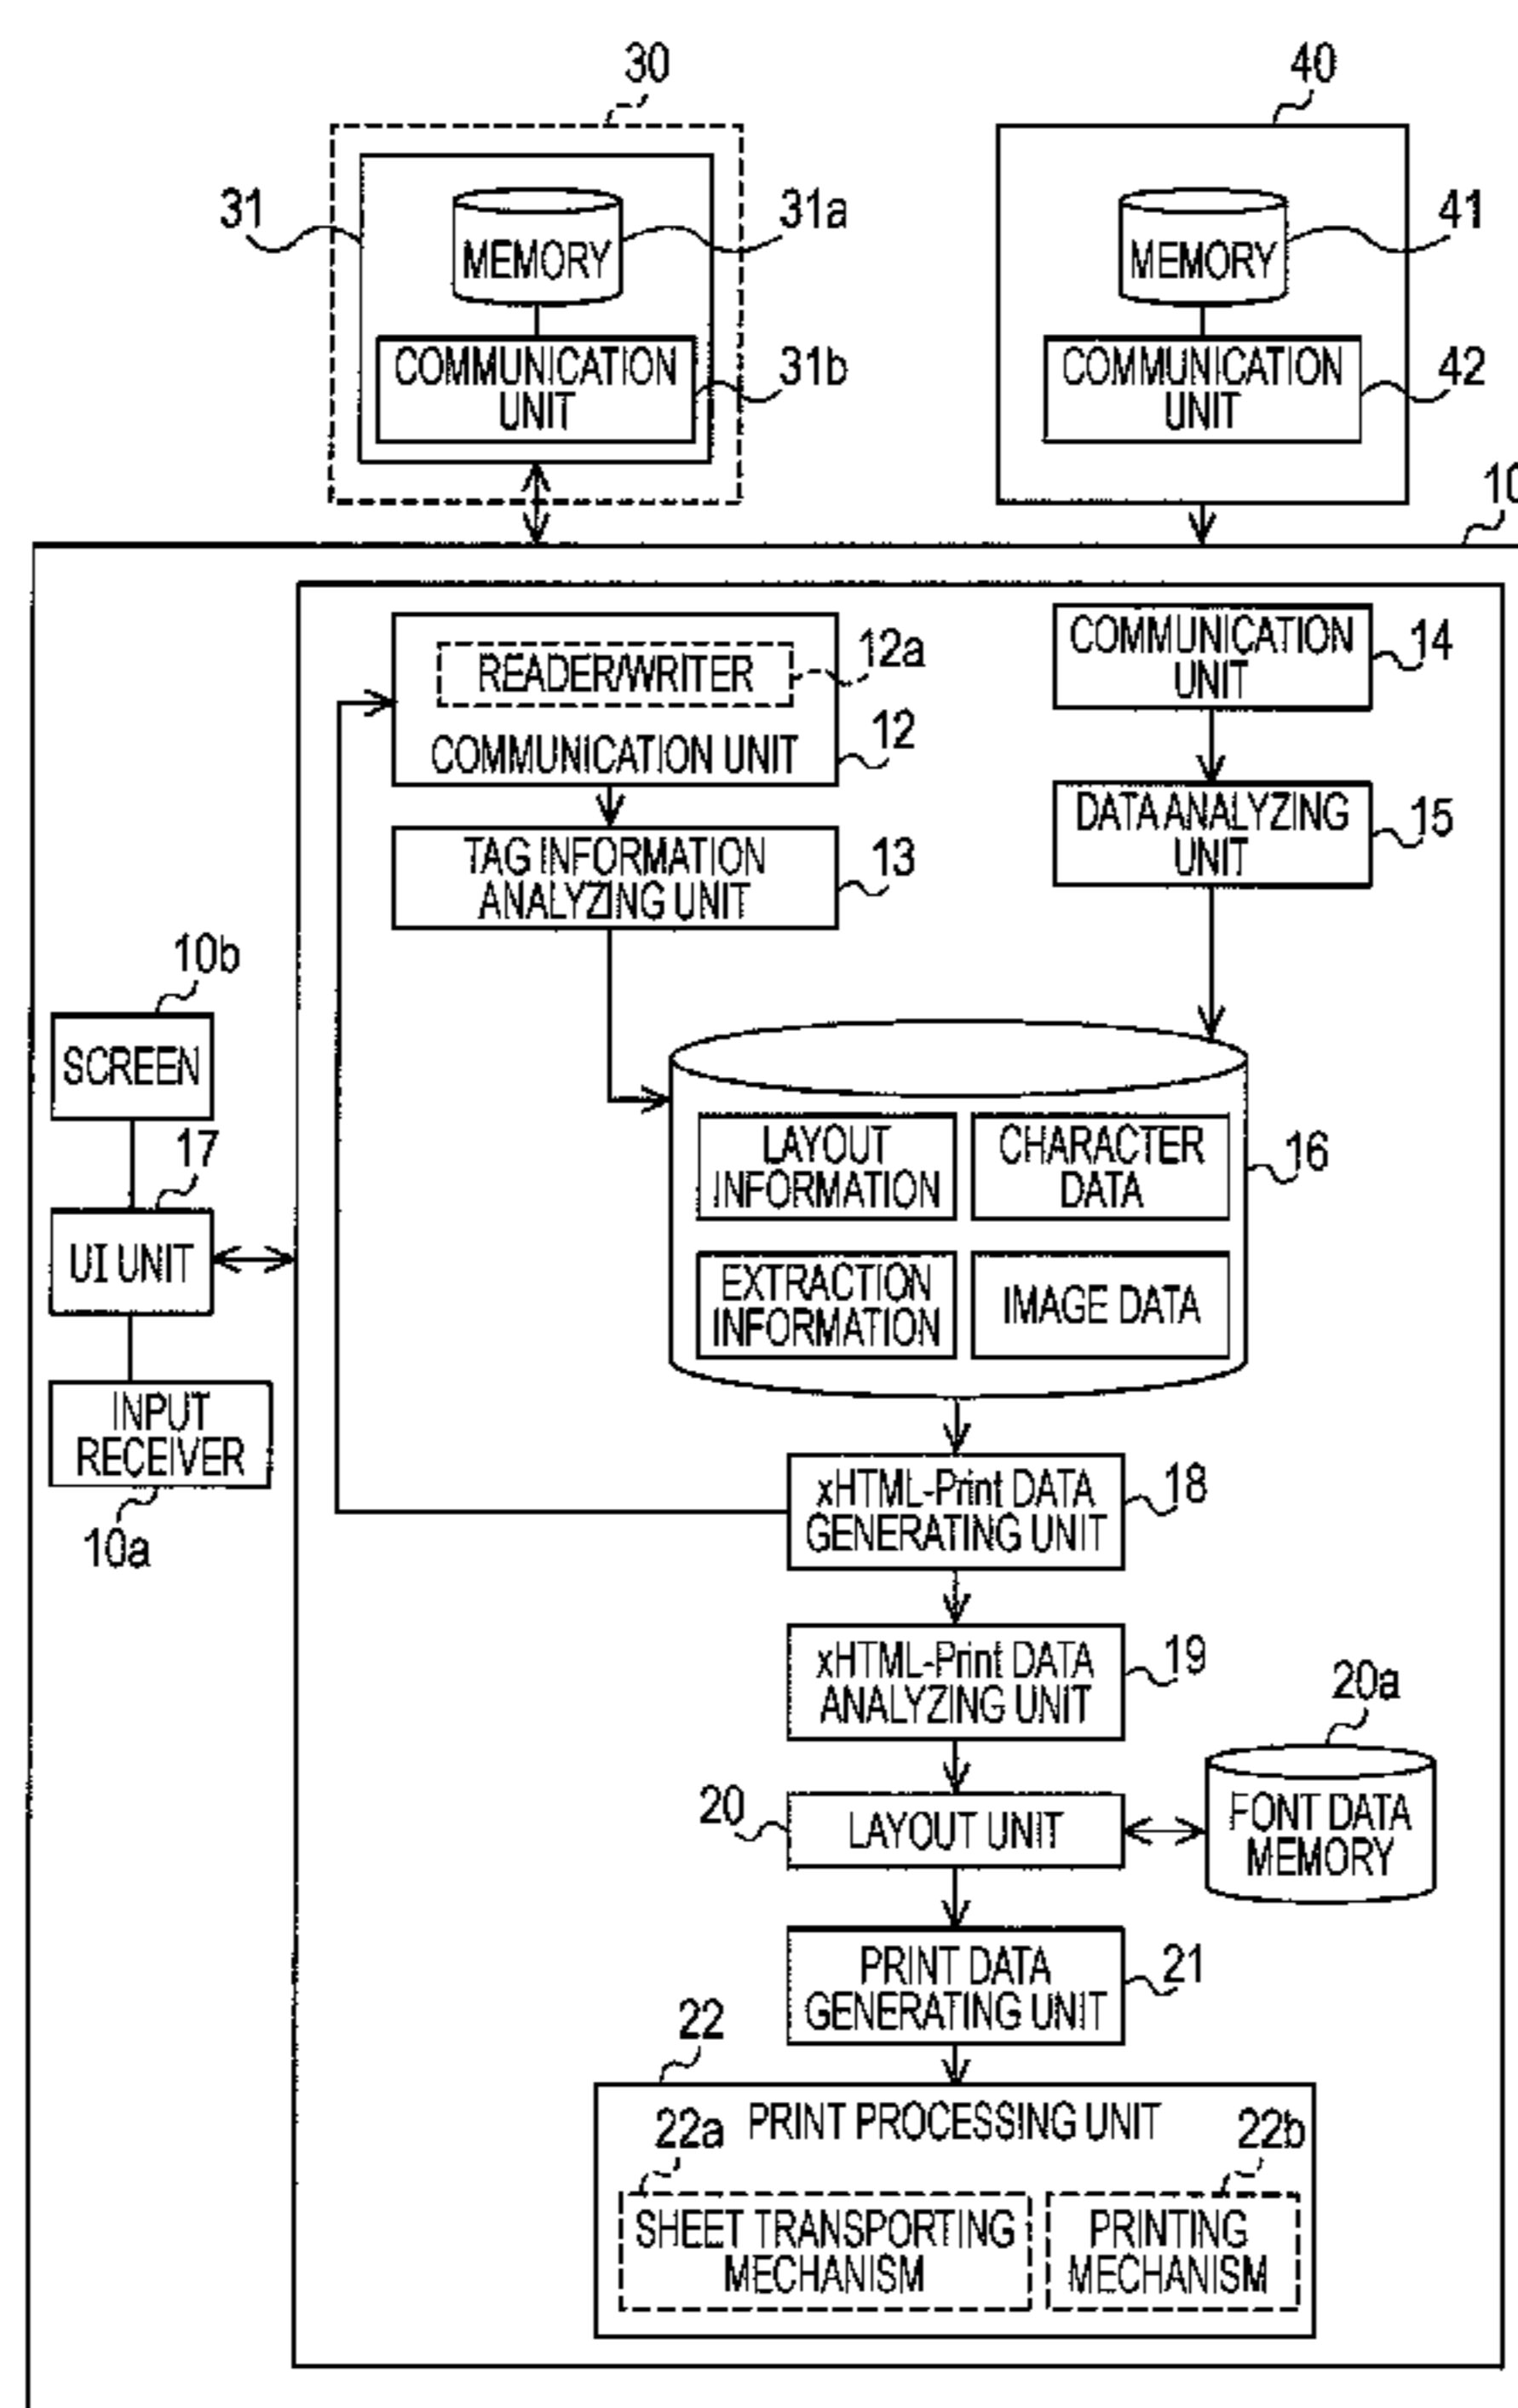 30
40
31
MEMORY
31a
MEMORY
41
COMMUNICATION
UNIT
31b
COMMUNICATION
UNIT
42
10
READER/WRITER
12a
COMMUNICATION UNIT
12
COMMUNICATION
UNIT
14
TAG INFORMATION
ANALYZING UNIT
13
DATA ANALYZING
UNIT
15
10b
SCREEN
17
UI UNIT
INPUT
RECEIVER
10a
LAYOUT
INFORMATION
CHARACTER
DATA
16
EXTRACTION
INFORMATION
IMAGE DATA
xHTML-Print DATA
GENERATING UNIT
18
xHTML-Print DATA
ANALYZING UNIT
19
20
LAYOUT UNIT
20a
FONT DATA
MEMORY
PRINT DATA
GENERATING UNIT
21
22
PRINT PROCESSING UNIT
22a
22b
SHEET TRANSPORTING
MECHANISM
PRINTING
MECHANISM